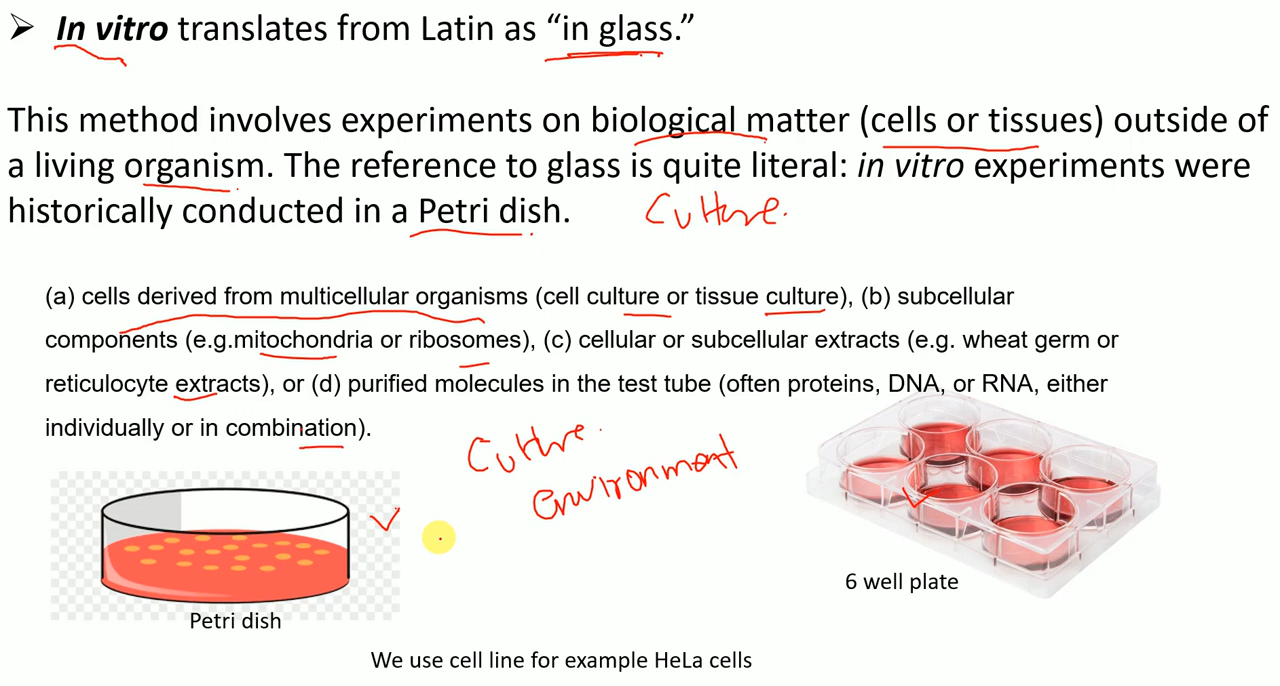 ➢ In vitro translates from Latin as “in glass.”
This method involves experiments on biological matter (cells or tissues) outside of
a living organism. The reference to glass is quite literal: in vitro experiments were
historically conducted in a Petri dish.
Culture.
(a) cells derived from multicellular organisms (cell culture or tissue culture), (b) subcellular
components (e.g.mitochondria or ribosomes), (c) cellular or subcellular extracts (e.g. wheat germ or
reticulocyte extracts), or (d) purified molecules in the test tube (often proteins, DNA, or RNA, either
individually or in combination).
Culture.
environment
6 well plate
Petri dish
We use cell line for example HeLa cells